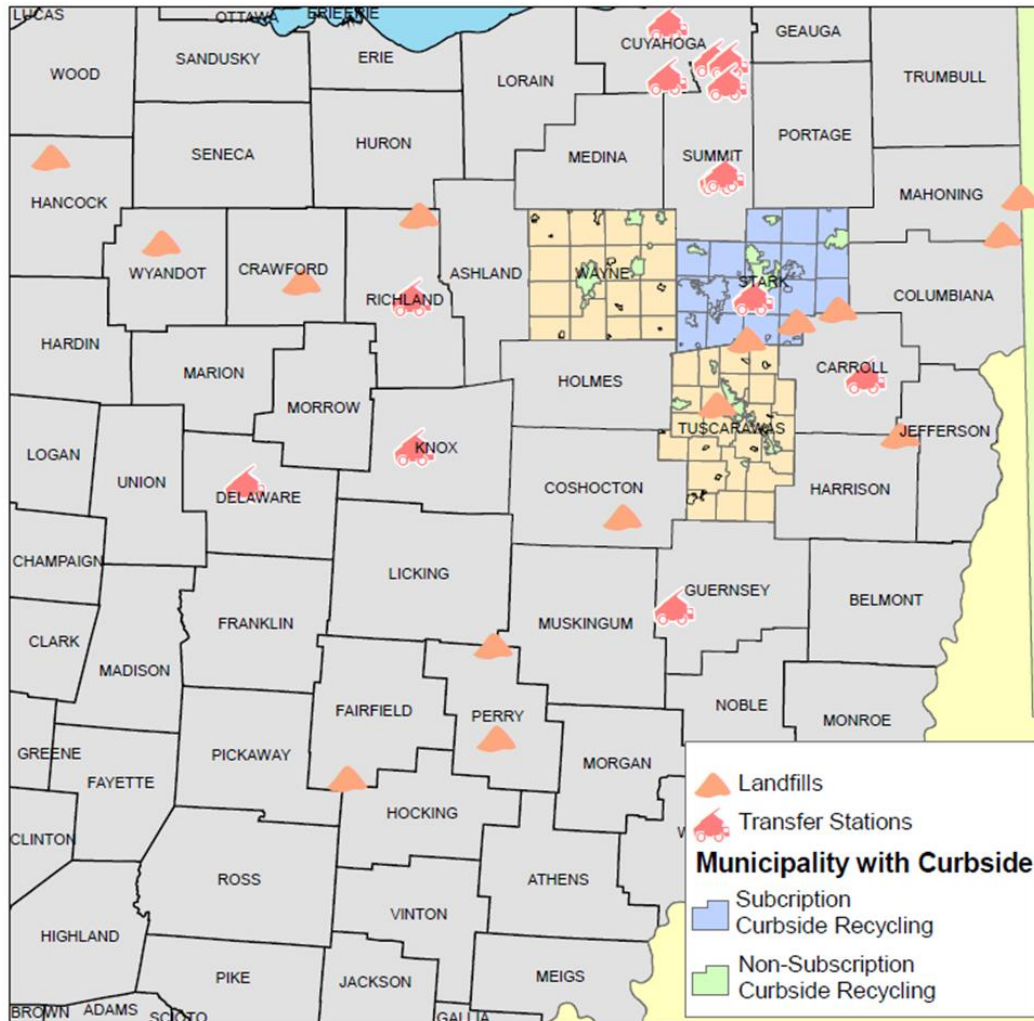 LUCAS
OTTAWA
ERIE
ERIE
CUYAHOGA
GEAUGA
WOOD
SANDUSKY
ERIE
LORAIN
TRUMBULL
SENECA
HURON
MEDINA
SUMMIT
PORTAGE
HANCOCK
MAHONING
WYANDOT
CRAWFORD
RICHLAND
ASHLAND
WAYNE
STARK
COLUMBIANA
HARDIN
MARION
MORROW
HOLMES
CARROLL
TUSCARAWAS
JEFFERSON
LOGAN
UNION
KNOX
DELAWARE
COSHOCTON
HARRISON
CHAMPAIGN
LICKING
GUERNSEY
BELMONT
CLARK
FRANKLIN
MUSKINGUM
MADISON
FAIRFIELD
PERRY
NOBLE
MONROE
GREENE
FAYETTE
PICKAWAY
MORGAN
HOCKING
W
CLINTON
ROSS
ATHENS
VINTON
HIGHLAND
PIKE
JACKSON
MEIGS
BROWN
ADAMS
SCIOTO
GALLIA
Landfills
Transfer Stations
Municipality with Curbside
Subcription
Curbside Recycling
Non-Subscription
Curbside Recycling